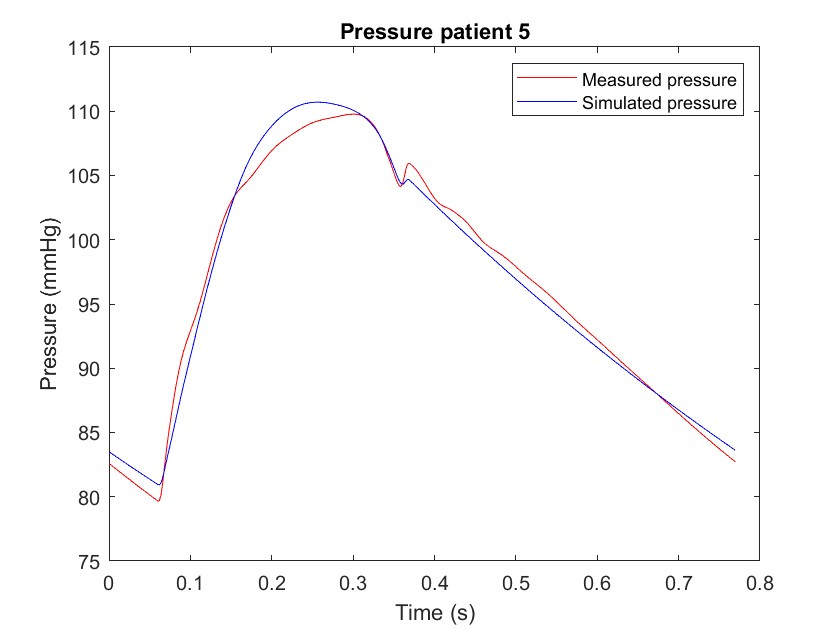 Pressure patient 5
115
Measured pressure
Simulated pressure
110
105
100
95
90
85
80
75
Pressure (mmHg)
0 0.1 0.2 0.3 0.4 0.5 0.6 0.7 0.8
Time (s)